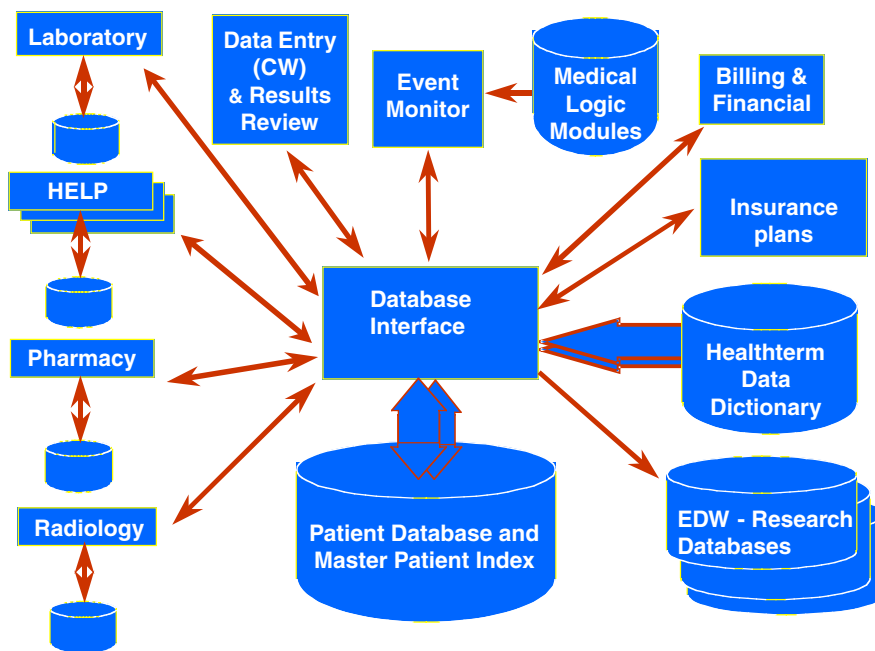 Laboratory
Data Entry
(CW)
& Results
Review
Event
Monitor
Medical
Logic
Modules
Billing &
Financial
HELP
Insurance
plans
Database
Interface
Pharmacy
Healthterm
Data
Dictionary
Radiology
Patient Database and
Master Patient Index
EDW - Research
Databases